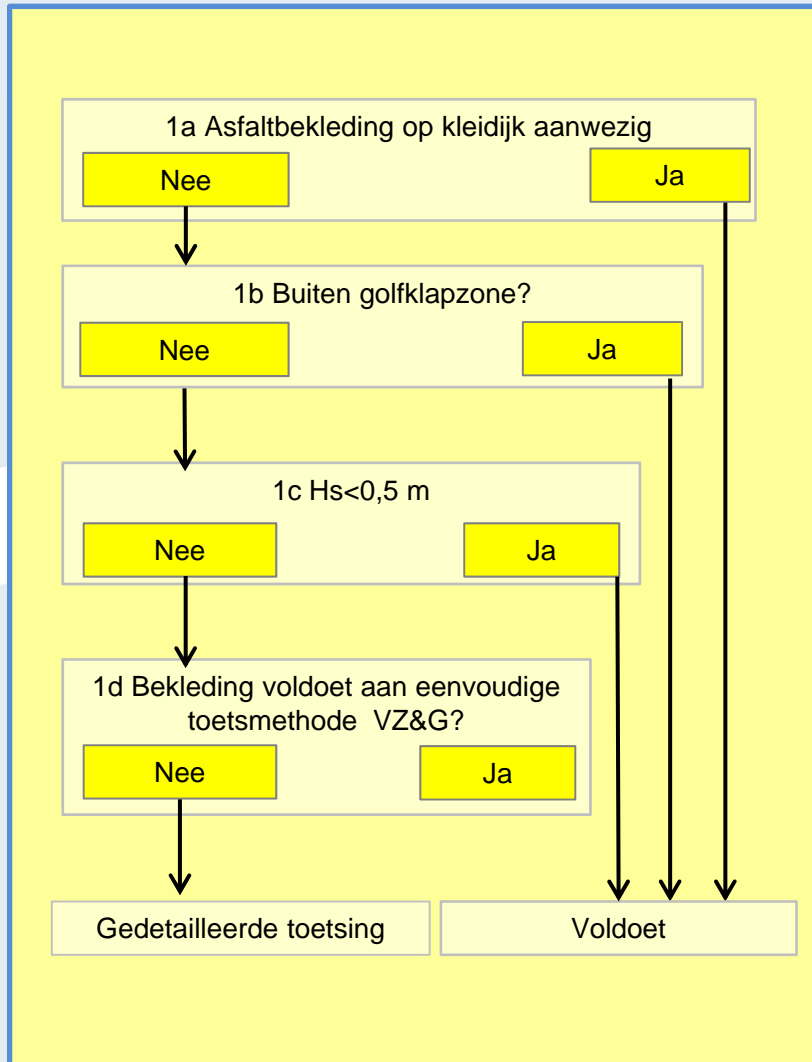 1a Asfaltbekleding op kleidijk aanwezig
Nee
Ja
1b Buiten golfklapzone?
Nee
Ja
1c Hs<0,5 m
Nee
Ja
1d Bekleding voldoet aan eenvoudige
toetsmethode VZ&G?
Nee
Ja
Gedetailleerde toetsing
Voldoet